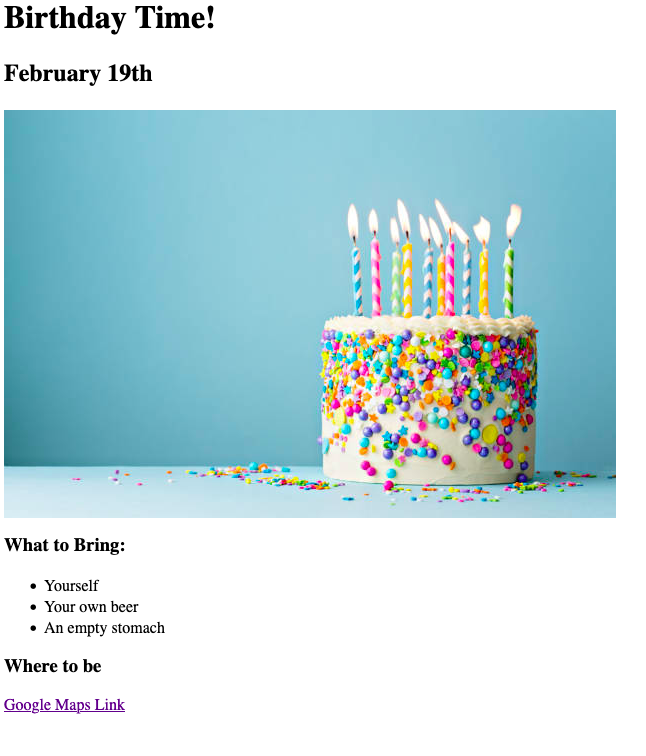 Birthday Time!
February 19th
What to Bring:
Yourself
Your own beer
An empty stomach
Where to be
Google Maps Link